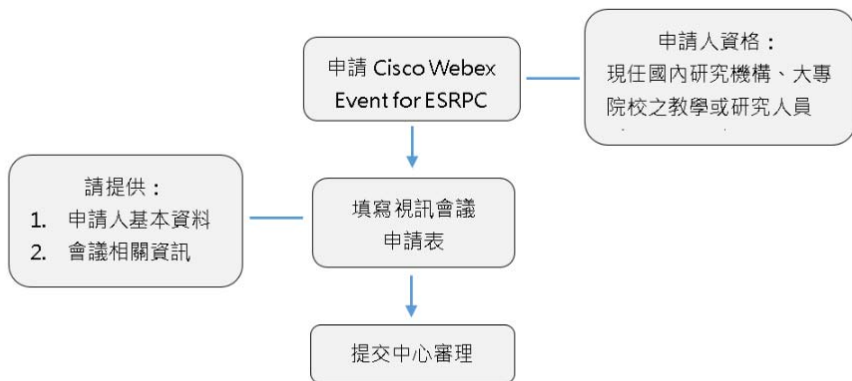 申請 Cisco Webex
Event for ESRPC
申請人資格：
現任國內研究機構、大專
院校之教學或研究人員
請提供：
1. 申請人基本資料
2. 會議相關資訊
填寫視訊會議
申請表
提交中心審理